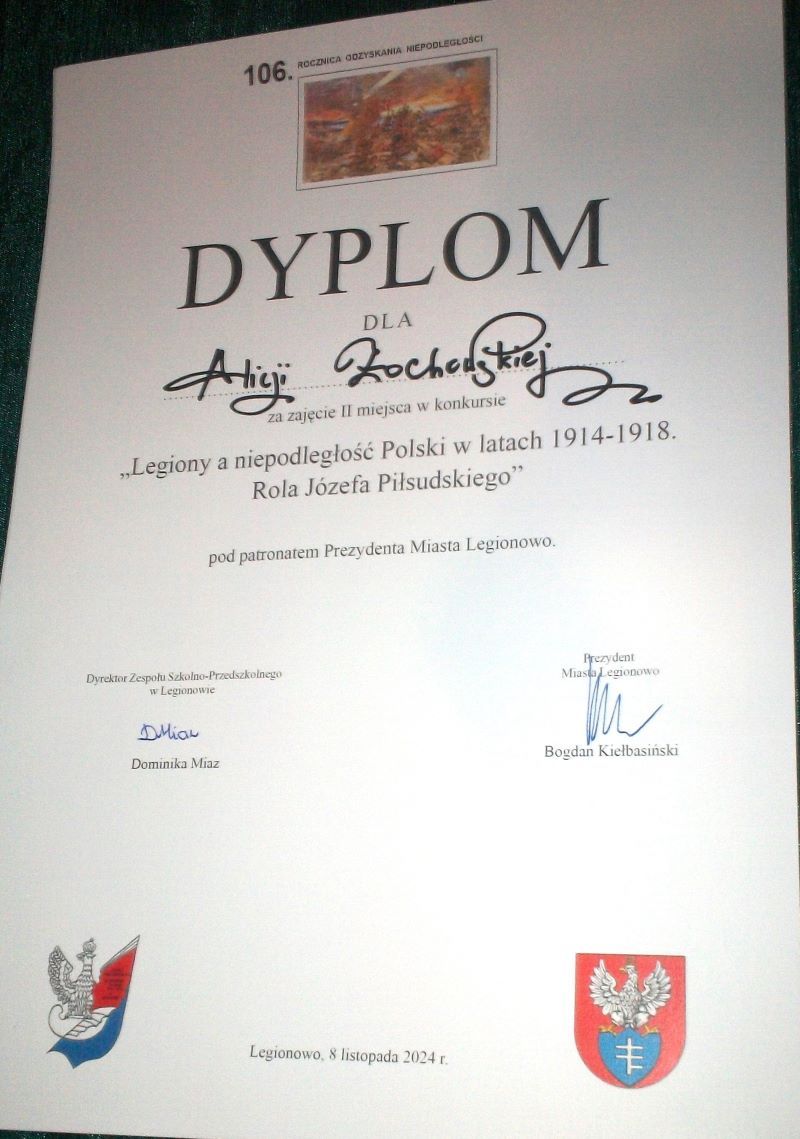 106. ROCZNICA ODZYSKANIA NIEPODLEGŁOŚCI
DYPLOM
DLA
Alicji Żochowskiej
za zajęcie II miejsca w konkursie
„Legiony a niepodległość Polski w latach 1914-1918.
Rola Józefa Piłsudskiego”
pod patronatem Prezydenta Miasta Legionowo.
Dyrektor Zespołu Szkolno-Przedszkolnego
w Legionowie
DMiaz
Dominika Miaz
Prezydent
Miasta Legionowo
Bogdan Kiełbasiński
Legionowo, 8 listopada 2024 r.